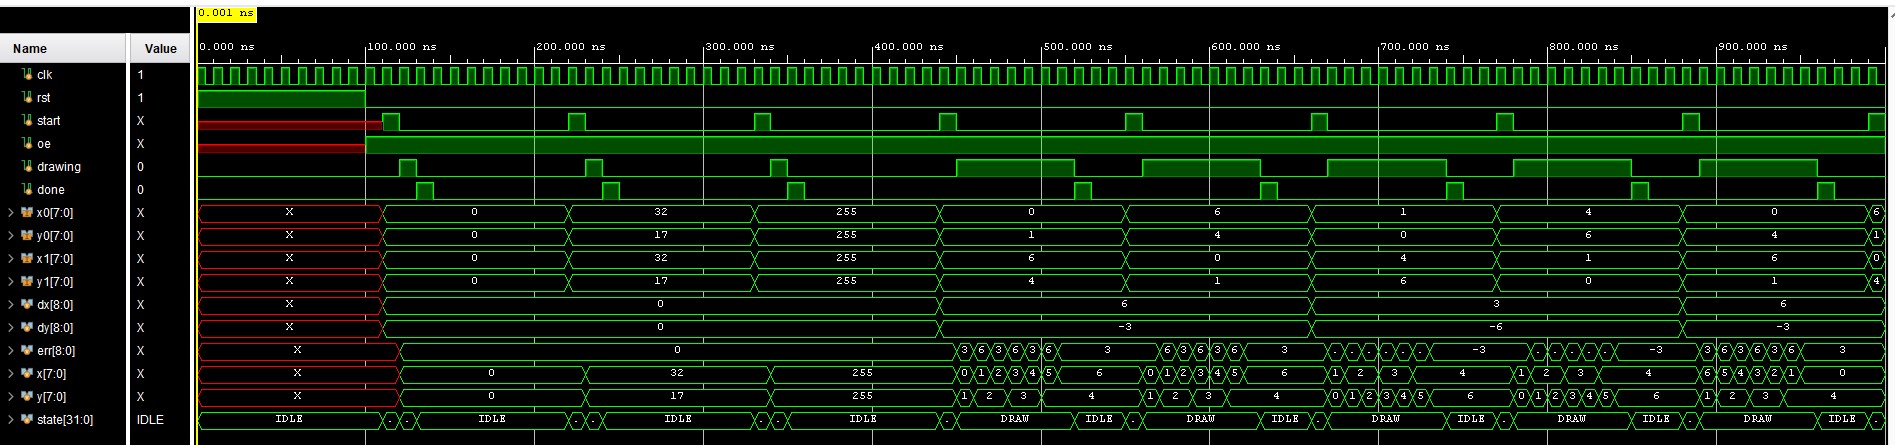 0.001 ns
Name Value 0.000 ns 100.000 ns 200.000 ns 300.000 ns 400.000 ns 500.000 ns 600.000 ns 700.000 ns 800.000 ns 900.000 ns
clk 1
rst 1
start X
oe X
drawing 0
done 0
x0[7:0] X X 0 32 255 0 6 1 4 0 6
y0[7:0] X X 0 17 255 1 4 0 6 4 1
x1[7:0] X X 0 32 255 6 0 4 1 6 0
y1[7:0] X X 0 17 255 4 1 6 0 1 4
dx[8:0] X X 0 6 3 6
dy[8:0] X X 0 -3 -6 -3
err[8:0] X X 0 3 6 3 6 3 6 3 6 3 6 3 6 3 . . . . . . -3 . . . . . . -3 3 6 3 6 3 6 3
x[7:0] X X 0 32 255 0 1 2 3 4 5 6 0 1 2 3 4 5 6 1 2 3 4 1 2 3 4 6 5 4 3 2 1 0
y[7:0] X X 0 17 255 1 2 3 4 1 2 3 4 0 1 2 3 4 5 6 0 1 2 3 4 5 6 1 2 3 4
state[31:0] IDLE IDLE . . IDLE . . IDLE . . IDLE . DRAW IDLE . DRAW IDLE . DRAW IDLE . DRAW IDLE . DRAW IDLE .